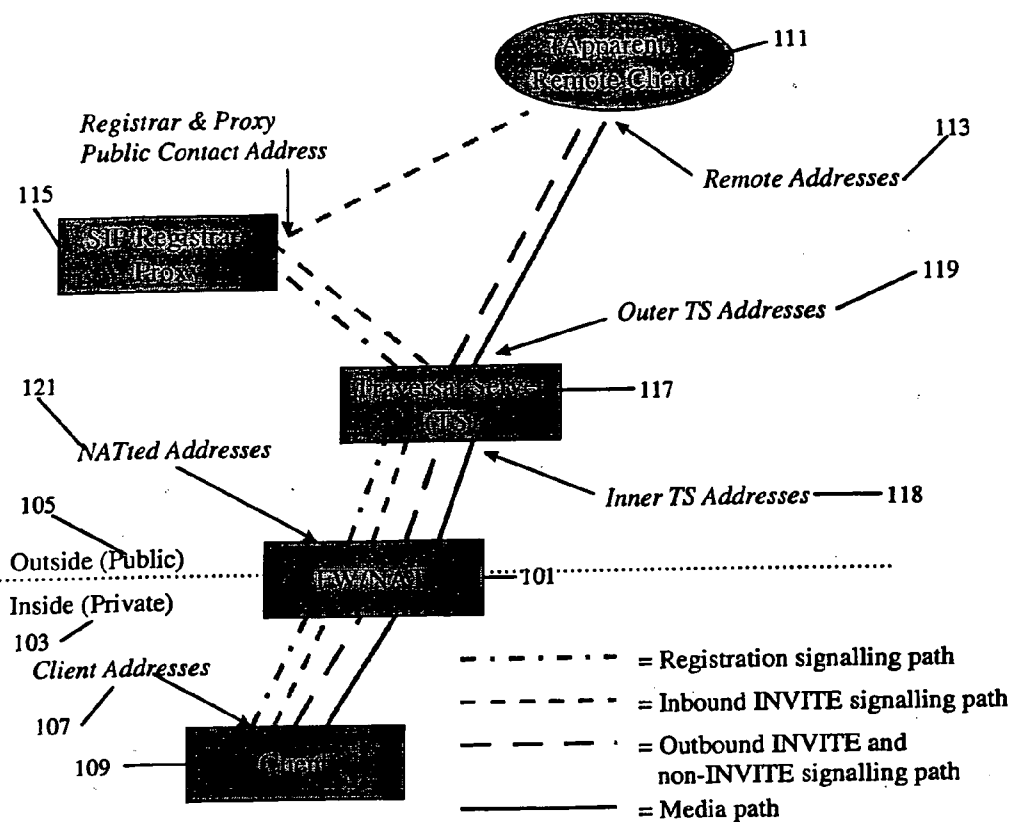 (Apparent)
Remote Client
111
Registrar & Proxy
Public Contact Address
113
Remote Addresses
115
SIP Registrar
Proxy
119
Outer TS Addresses
Traversal Serve
(TS)
117
121
NATted Addresses
Inner TS Addresses
118
105
Outside (Public)
FW/NAT
101
Inside (Private)
103
Client Addresses
107
109
Client
= Registration signalling path
= Inbound INVITE signalling path
= Outbound INVITE and
non-INVITE signalling path
= Media path